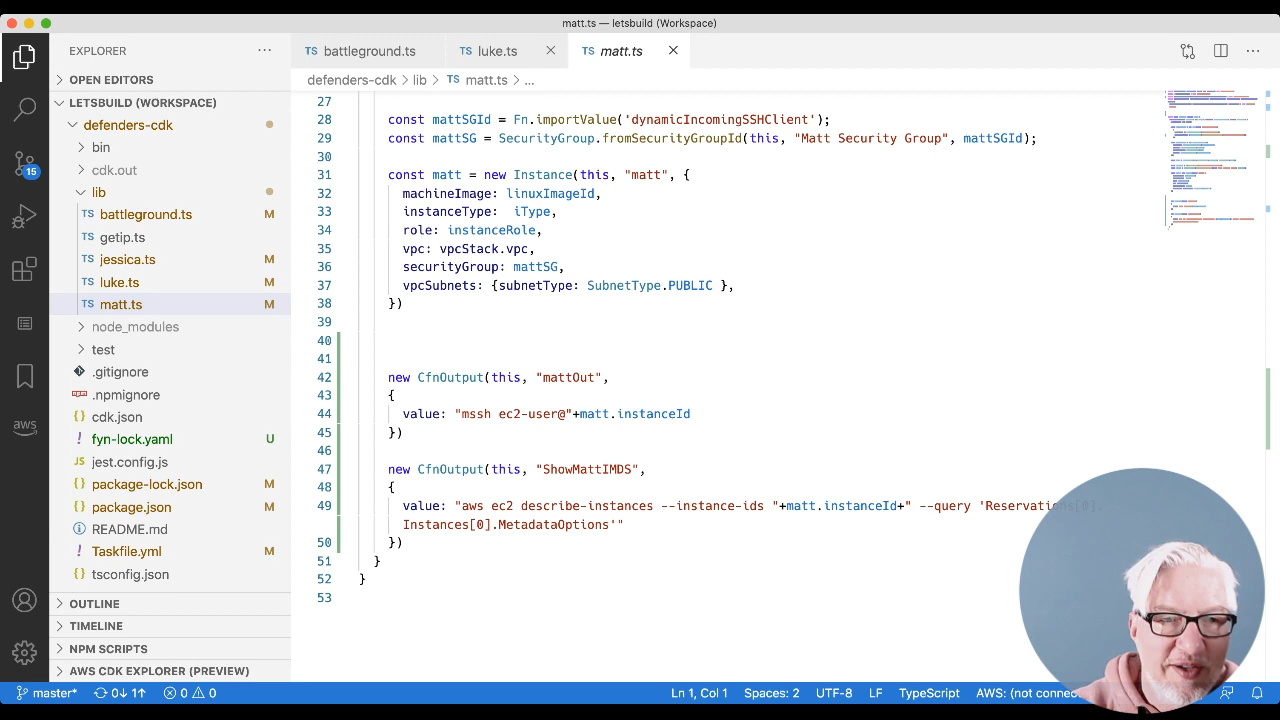 matt.ts — letsbuild (Workspace)
EXPLORER
battleground.ts
luke.ts
matt.ts
defenders-cdk > lib > matt.ts > ...
OPEN EDITORS
LETSBUILD (WORKSPACE)
defenders-cdk
bin
cdk.out
lib
battleground.ts M
getip.ts
jessica.ts M
luke.ts M
matt.ts M
node_modules
test
.gitignore
.npmignore
cdk.json
fyn-lock.yaml U
jest.config.js
package-lock.json M
package.json M
README.md
Taskfile.yml M
tsconfig.json
OUTLINE
TIMELINE
NPM SCRIPTS
AWS CDK EXPLORER (PREVIEW)
15
aws
27
28 const mattSGId = Fn.importValue('dynamicIncomingSSHClient');
29 const mattSG = Group.fromSecurityGroup (this, 'Matt Security , mattSGId);
30
31 const matt = new Instance(this, "matt", {
32
33
34 role: instanceRole,
35 vpc: vpcStack.vpc,
36 securityGroup: mattSG,
37 vpcSubnets: {subnetType: SubnetType.PUBLIC },
38 })
39
40
41
42 new CfnOutput(this, "mattOut",
43 {
44 value: "mssh ec2-user@"+matt.instanceId
45 })
46
47 new CfnOutput(this, "ShowMattIMDS",
48 {
49 value: "aws ec2 describe-instances --instance-ids "+matt.instanceId+" --query 'Reservations[0].
Instances[0].MetadataOptions'"
50 })
51 }
52 }
53
master* 0↓ 1↑ 0 0 Ln 1, Col 1 Spaces: 2 UTF-8 LF TypeScript AWS: (not